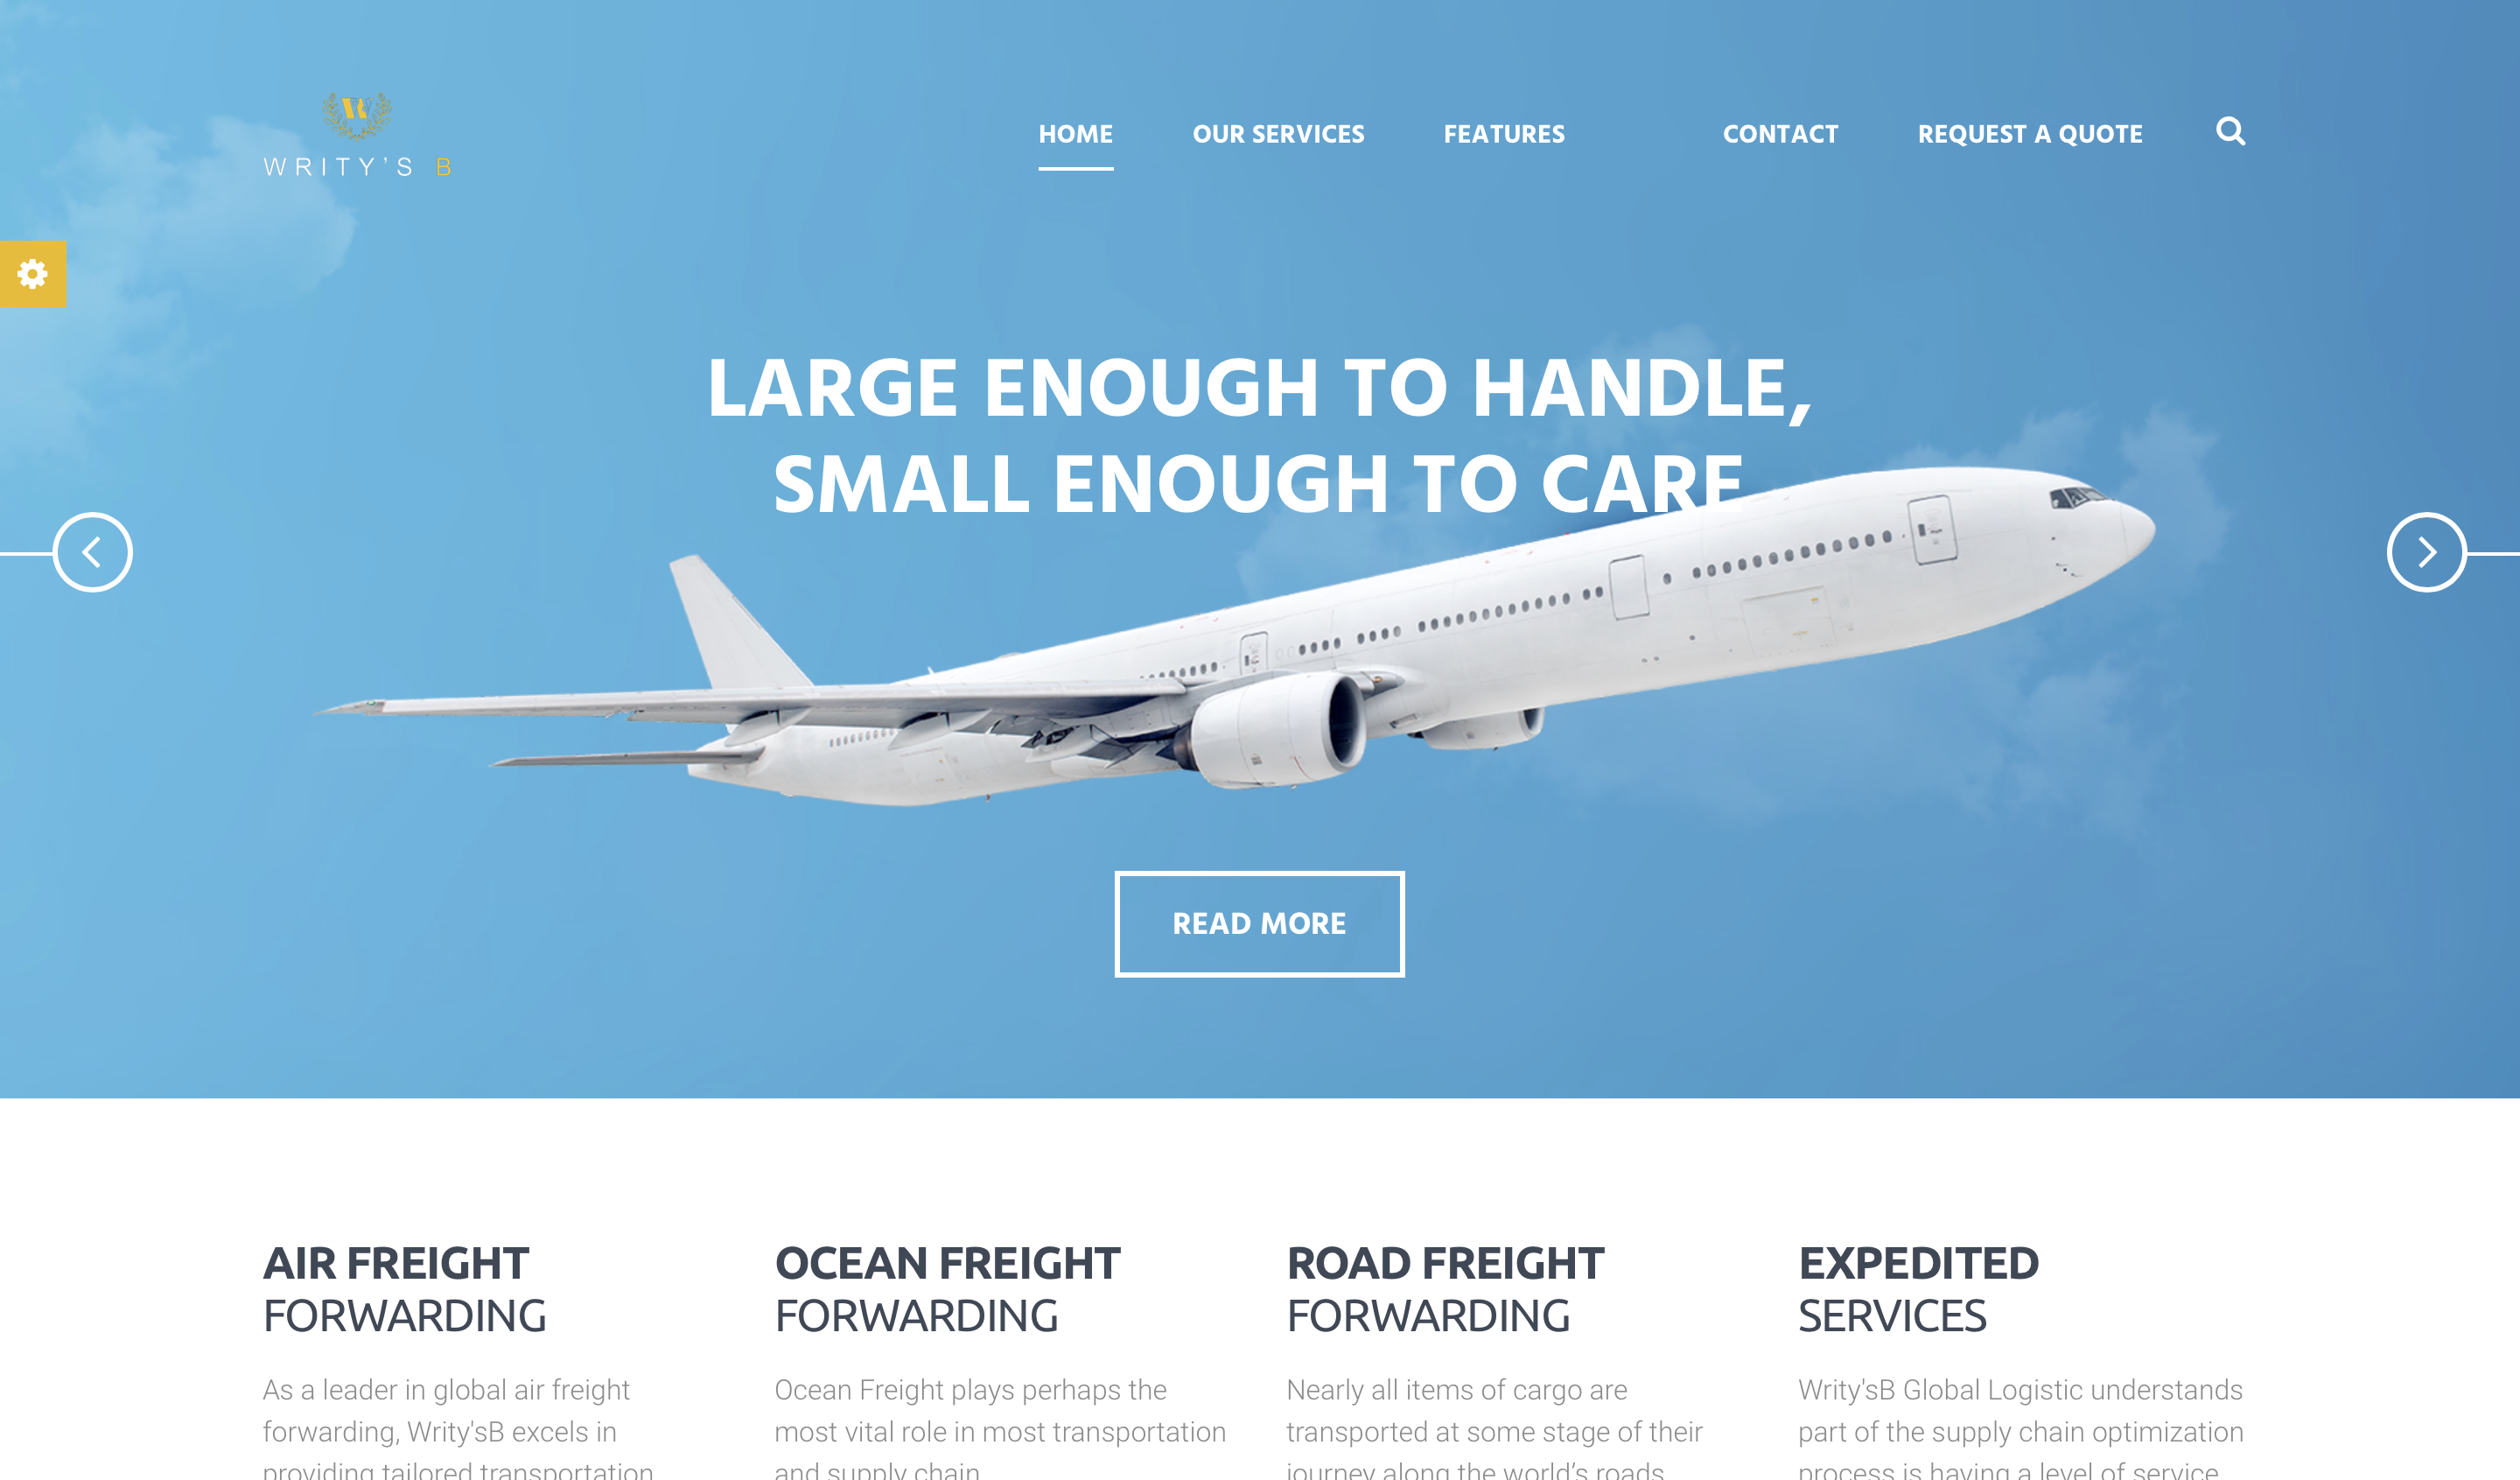 WRITY'S B
HOME OUR SERVICES FEATURES CONTACT REQUEST A QUOTE
LARGE ENOUGH TO HANDLE,
SMALL ENOUGH TO CARE
READ MORE
AIR FREIGHT
FORWARDING
As a leader in global air freight
forwarding, Writy'sB excels in
providing tailored transportation
OCEAN FREIGHT
FORWARDING
Ocean Freight plays perhaps the
most vital role in most transportation
and supply chain
ROAD FREIGHT
FORWARDING
Nearly all items of cargo are
transported at some stage of their
journey along the world’s roads
EXPEDITED
SERVICES
Writy'sB Global Logistic understands
part of the supply chain optimization
process is having a level of service